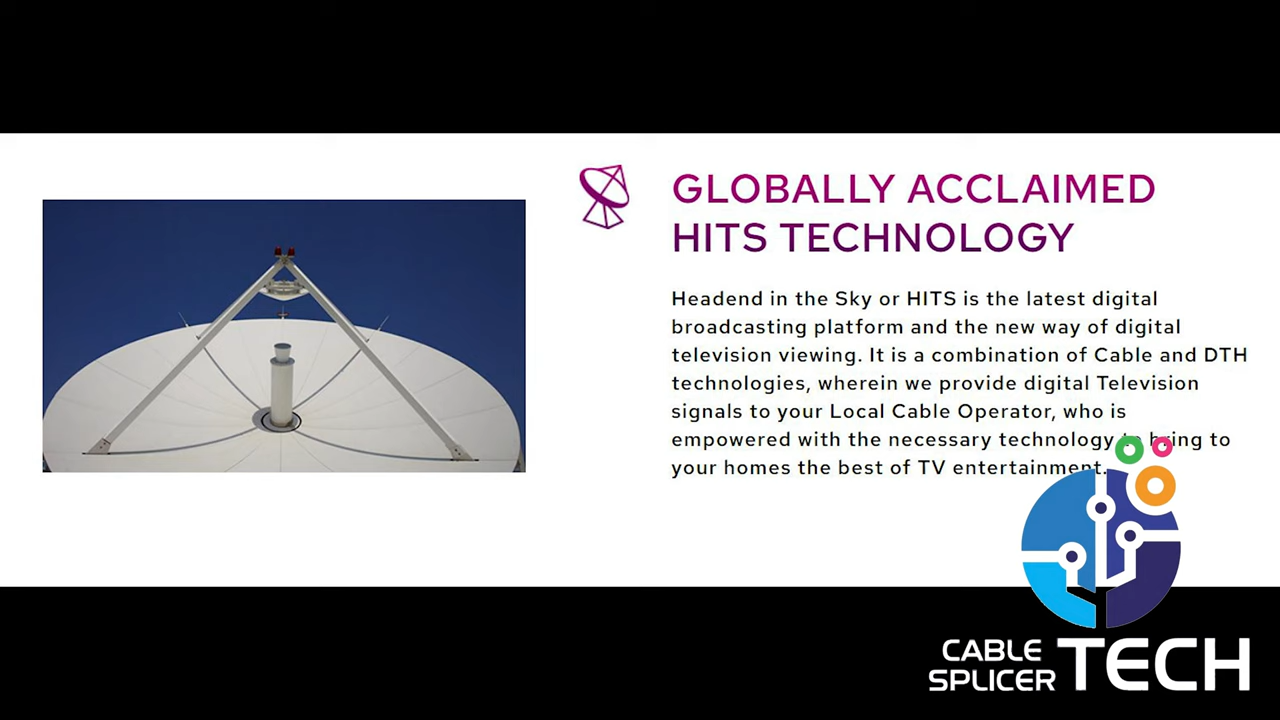 GLOBALLY ACCLAIMED
HITS TECHNOLOGY
Headend in the Sky or HITS is the latest digital
broadcasting platform and the new way of digital
television viewing. It is a combination of Cable and DTH
technologies, wherein we provide digital Television
signals to your Local Cable Operator, who is
empowered with the necessary technology to bring to
your homes the best of TV entertainment.
CABLE
SPLICER TECH